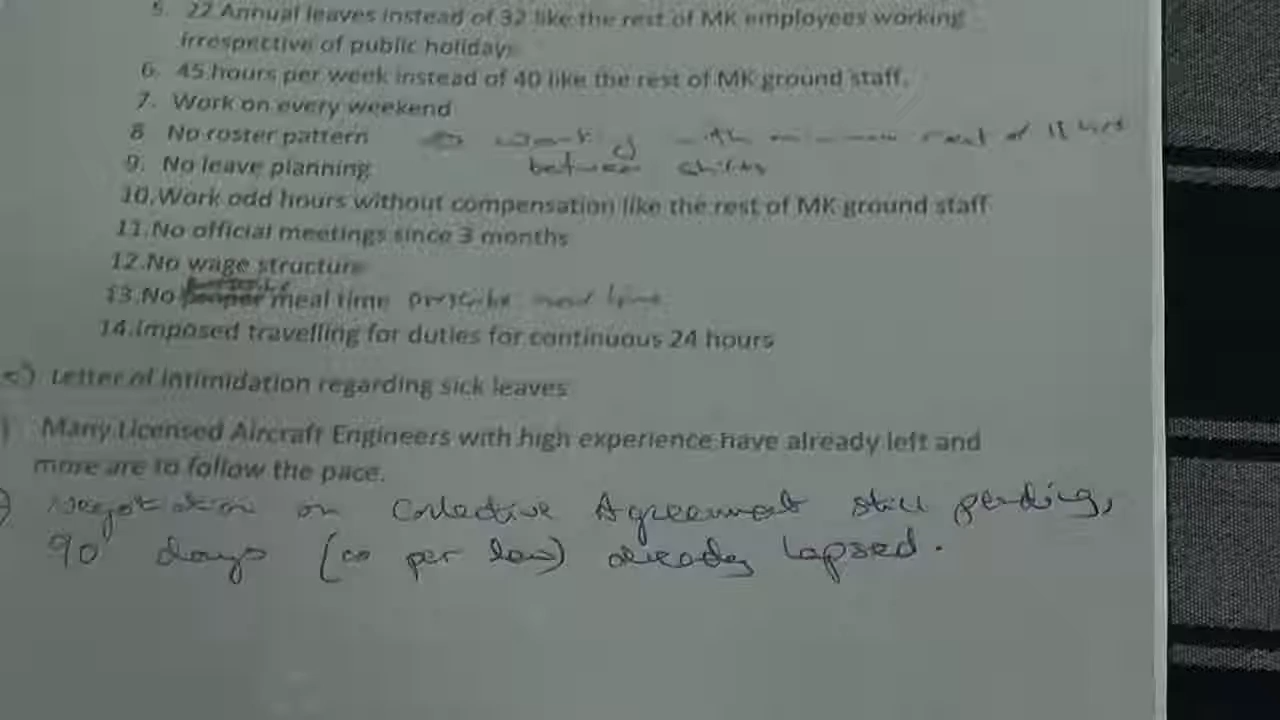 5. 22 Annual leaves instead of 32 like the rest of MK employees working
irrespective of public holidays
6. 45 hours per week instead of 40 like the rest of MK ground staff.
7. Work on every weekend
8 No roster pattern
between shifts
9. No leave planning
10.Work odd hours without compensation like the rest of MK ground staff
11.No official meetings since 3 months
12.No wage structure
13.No proper meal time
14.Imposed travelling for duties for continuous 24 hours
c) Letter of intimidation regarding sick leaves
) Many Licensed Aircraft Engineers with high experience have already left and
more are to follow the pace.
) Negotiation on Collective Agreement still pending,
90 days (as per law) already lapsed.